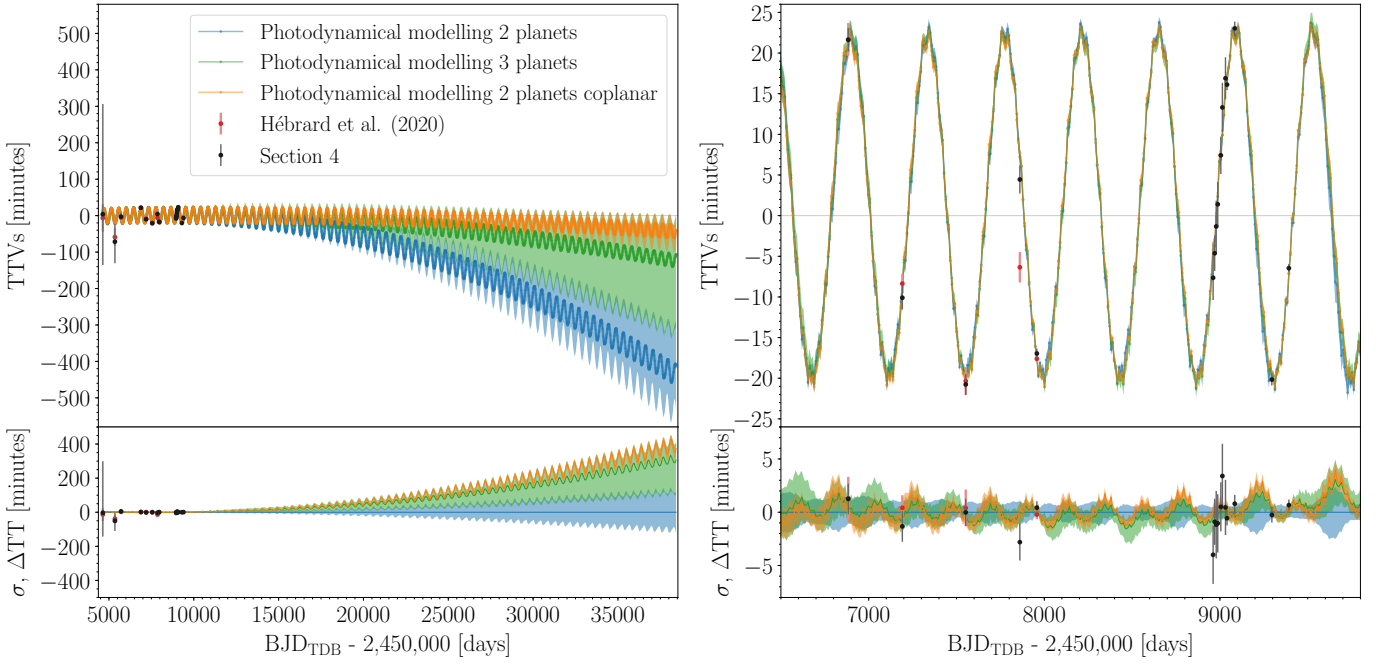 500
400
300
200
100
0
−100
−200
−300
−400
−500
TTVs [minutes]
Photodynamical modelling 2 planets
Photodynamical modelling 3 planets
Photodynamical modelling 2 planets coplanar
Hébrard et al. (2020)
Section 4
400
200
0
−200
−400
σ, ΔTT [minutes]
5000 10000 15000 20000 25000 30000 35000
BJD_TDB - 2,450,000 [days]
25
20
15
10
5
0
−5
−10
−15
−20
−25
TTVs [minutes]
5
0
−5
σ, ΔTT [minutes]
7000 8000 9000
BJD_TDB - 2,450,000 [days]